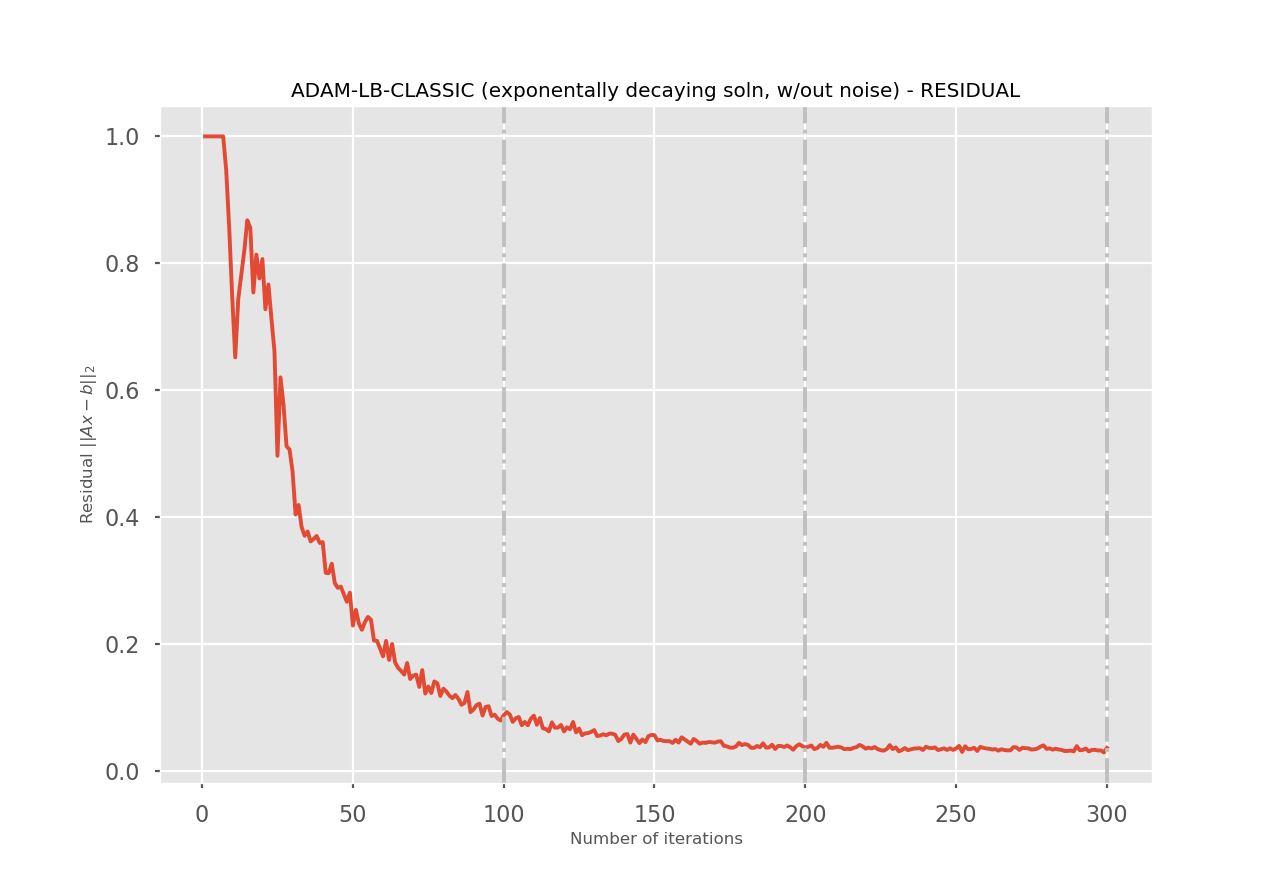 ADAM-LB-CLASSIC (exponentially decaying soln, w/out noise) - RESIDUAL
1.0
0.8
0.6
0.4
0.2
0.0
Residual ||Ax − b||₂
0 50 100 150 200 250 300
Number of iterations